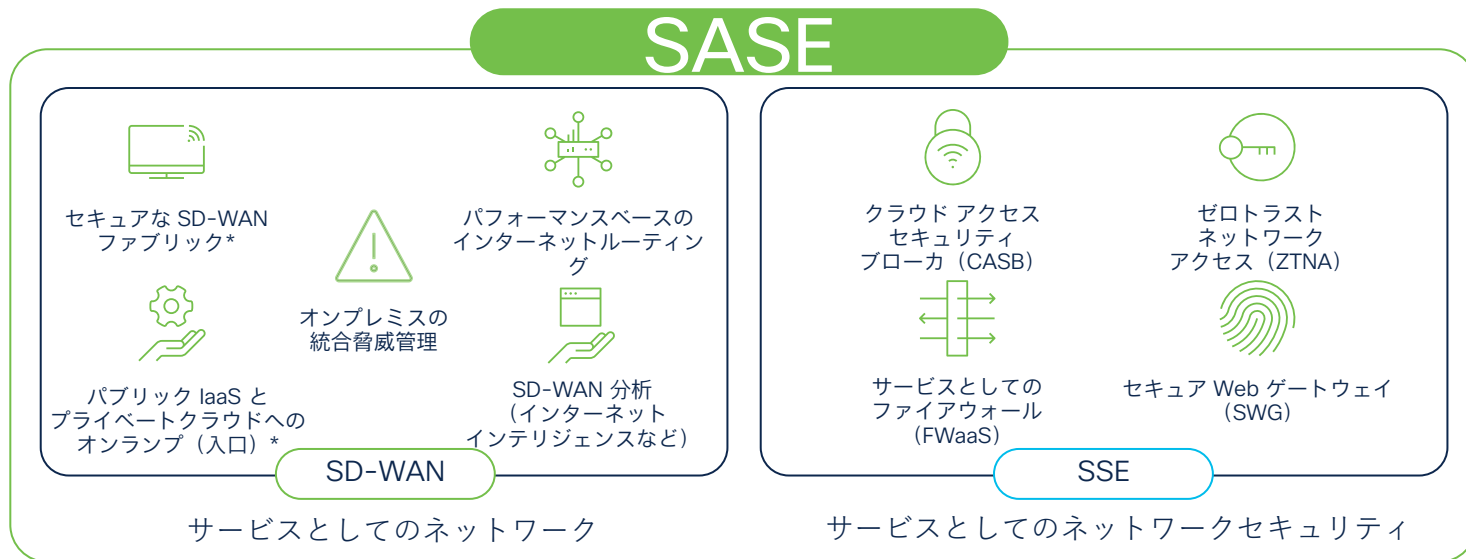 SASE
セキュアな SD-WAN
ファブリック*
パフォーマンスベースの
インターネットルーティン
グ
オンプレミスの
統合脅威管理
パブリック IaaS と
プライベートクラウドへの
オンランプ（入口）*
SD-WAN 分析
（インターネット
インテリジェンスなど）
SD-WAN
サービスとしてのネットワーク
クラウド アクセス
セキュリティ
ブローカ（CASB）
ゼロトラスト
ネットワーク
アクセス（ZTNA）
サービスとしての
ファイアウォール
（FWaaS）
セキュア Web ゲートウェイ
（SWG）
SSE
サービスとしてのネットワークセキュリティ